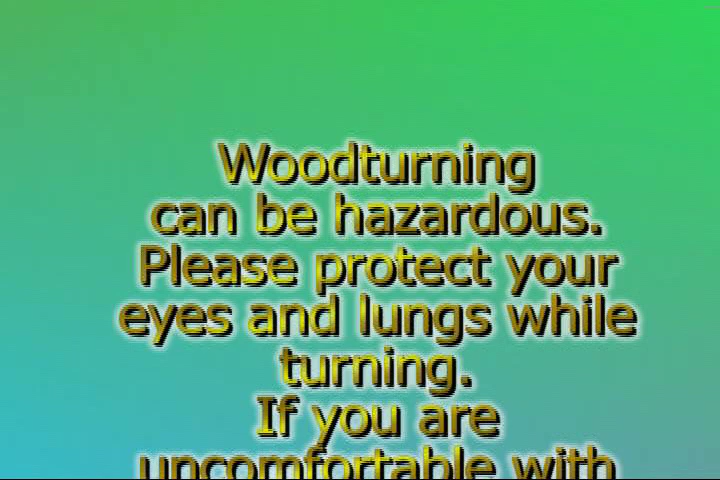 Woodturning
can be hazardous.
Please protect your
eyes and lungs while
turning.
If you are
uncomfortable with